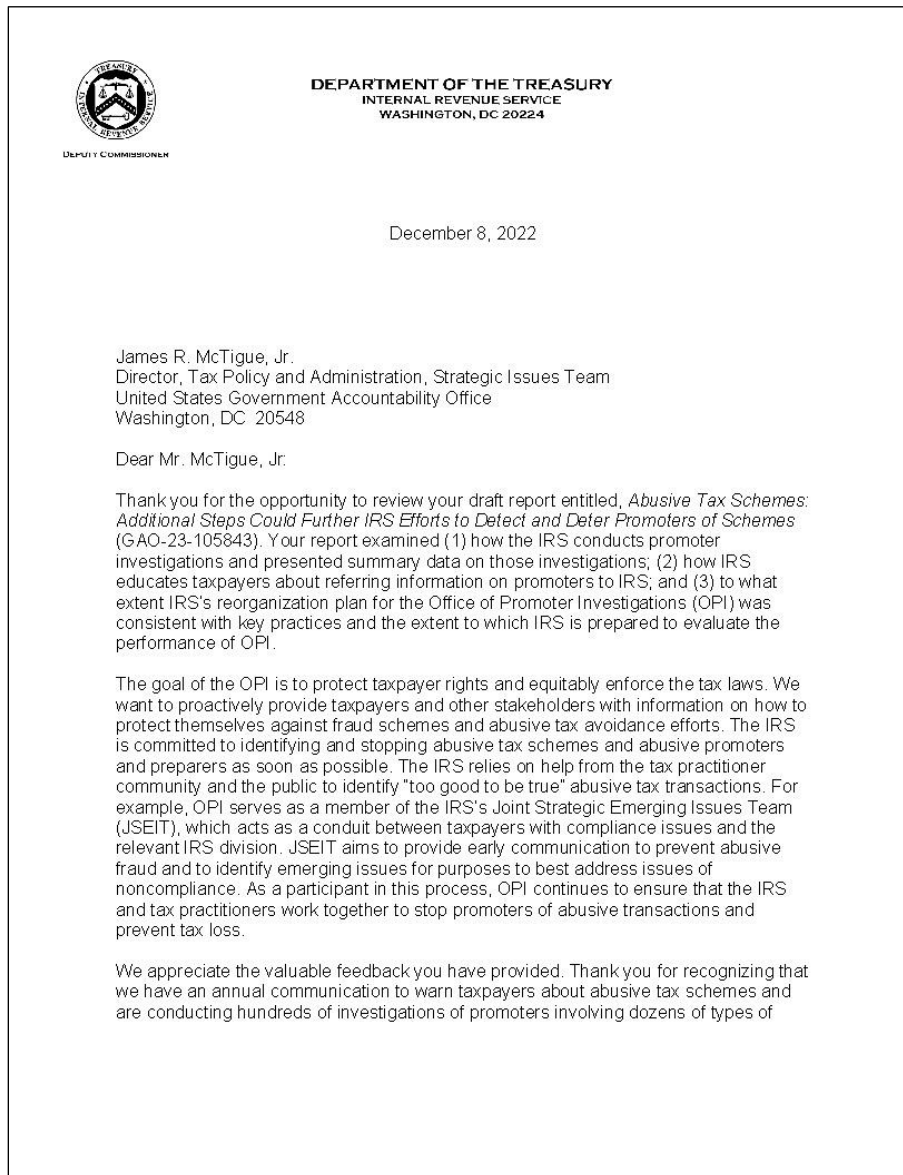 TREASURY
INTERNAL REVENUE SERVICE
DEPUTY COMMISSIONER
DEPARTMENT OF THE TREASURY
INTERNAL REVENUE SERVICE
WASHINGTON, DC 20224
December 8, 2022
James R. McTigue, Jr.
Director, Tax Policy and Administration, Strategic Issues Team
United States Government Accountability Office
Washington, DC  20548
Dear Mr. McTigue, Jr:
Thank you for the opportunity to review your draft report entitled, Abusive Tax Schemes:
Additional Steps Could Further IRS Efforts to Detect and Deter Promoters of Schemes
(GAO-23-105843). Your report examined (1) how the IRS conducts promoter
investigations and presented summary data on those investigations; (2) how IRS
educates taxpayers about referring information on promoters to IRS; and (3) to what
extent IRS's reorganization plan for the Office of Promoter Investigations (OPI) was
consistent with key practices and the extent to which IRS is prepared to evaluate the
performance of OPI.
The goal of the OPI is to protect taxpayer rights and equitably enforce the tax laws. We
want to proactively provide taxpayers and other stakeholders with information on how to
protect themselves against fraud schemes and abusive tax avoidance efforts. The IRS
is committed to identifying and stopping abusive tax schemes and abusive promoters
and preparers as soon as possible. The IRS relies on help from the tax practitioner
community and the public to identify "too good to be true" abusive tax transactions. For
example, OPI serves as a member of the IRS's Joint Strategic Emerging Issues Team
(JSEIT), which acts as a conduit between taxpayers with compliance issues and the
relevant IRS division. JSEIT aims to provide early communication to prevent abusive
fraud and to identify emerging issues for purposes to best address issues of
noncompliance. As a participant in this process, OPI continues to ensure that the IRS
and tax practitioners work together to stop promoters of abusive transactions and
prevent tax loss.
We appreciate the valuable feedback you have provided. Thank you for recognizing that
we have an annual communication to warn taxpayers about abusive tax schemes and
are conducting hundreds of investigations of promoters involving dozens of types of